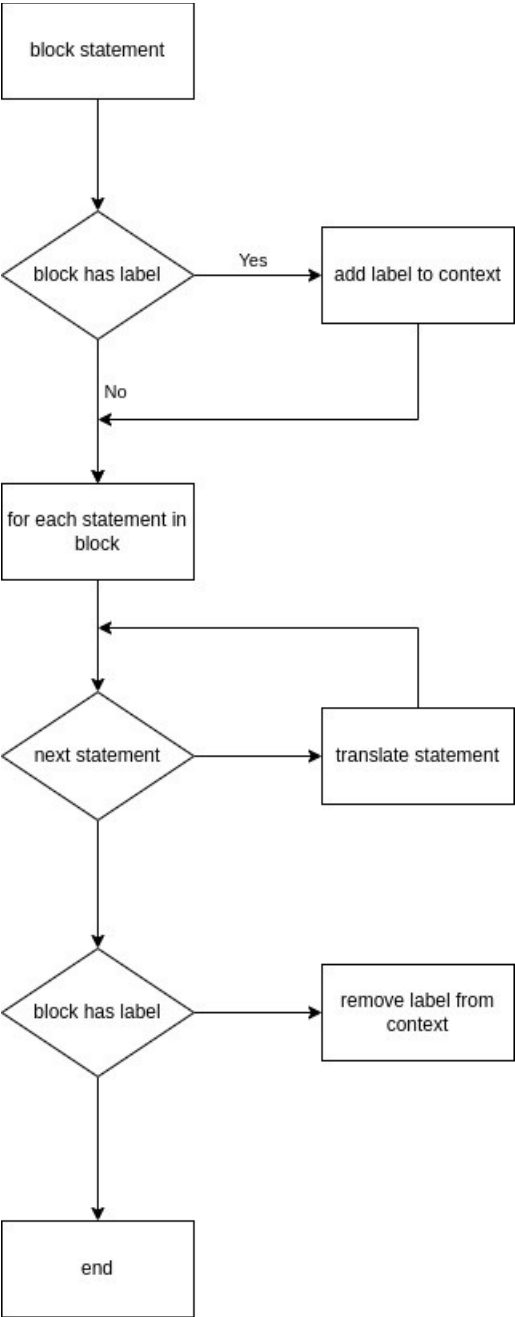 block statement
block has label
Yes
add label to context
No
for each statement in
block
next statement
translate statement
block has label
remove label from
context
end